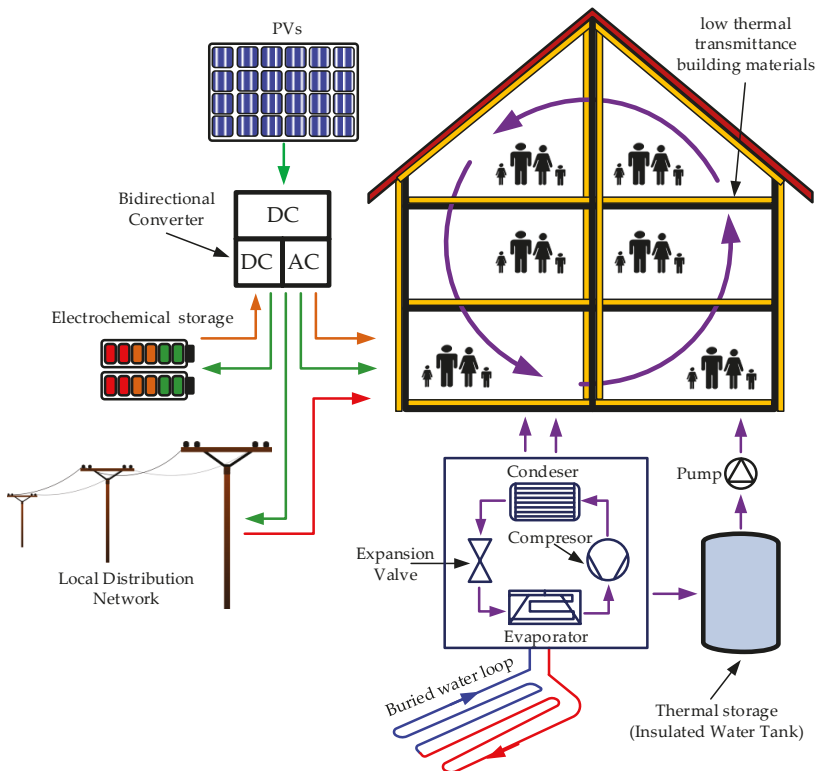 PVs
low thermal
transmittance
building materials
Bidirectional
Converter
DC
DC
AC
Electrochemical storage
Local Distribution
Network
Condeser
Compresor
Expansion
Valve
Evaporator
Pump
Buried water loop
Thermal storage
(Insulated Water Tank)